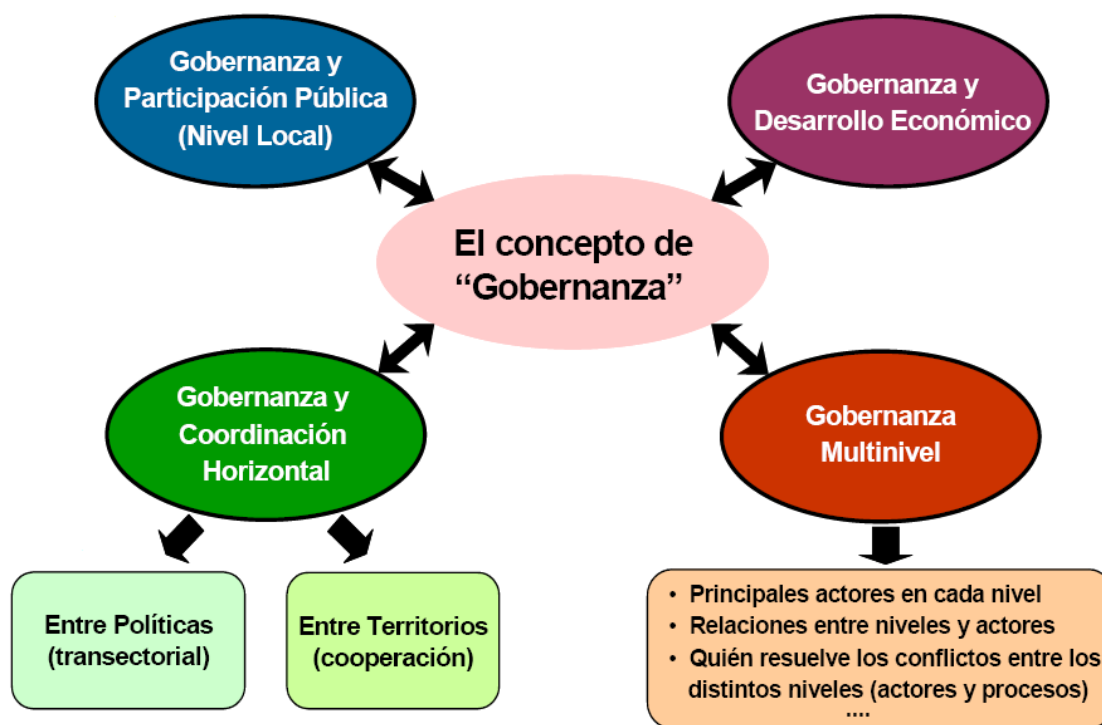 Gobernanza y
Participación Pública
(Nivel Local)
Gobernanza y
Desarrollo Económico
El concepto de
“Gobernanza”
Gobernanza y
Coordinación
Horizontal
Gobernanza
Multinivel
Entre Políticas
(transectorial)
Entre Territorios
(cooperación)
• Principales actores en cada nivel
• Relaciones entre niveles y actores
• Quién resuelve los conflictos entre los
distintos niveles (actores y procesos)
....